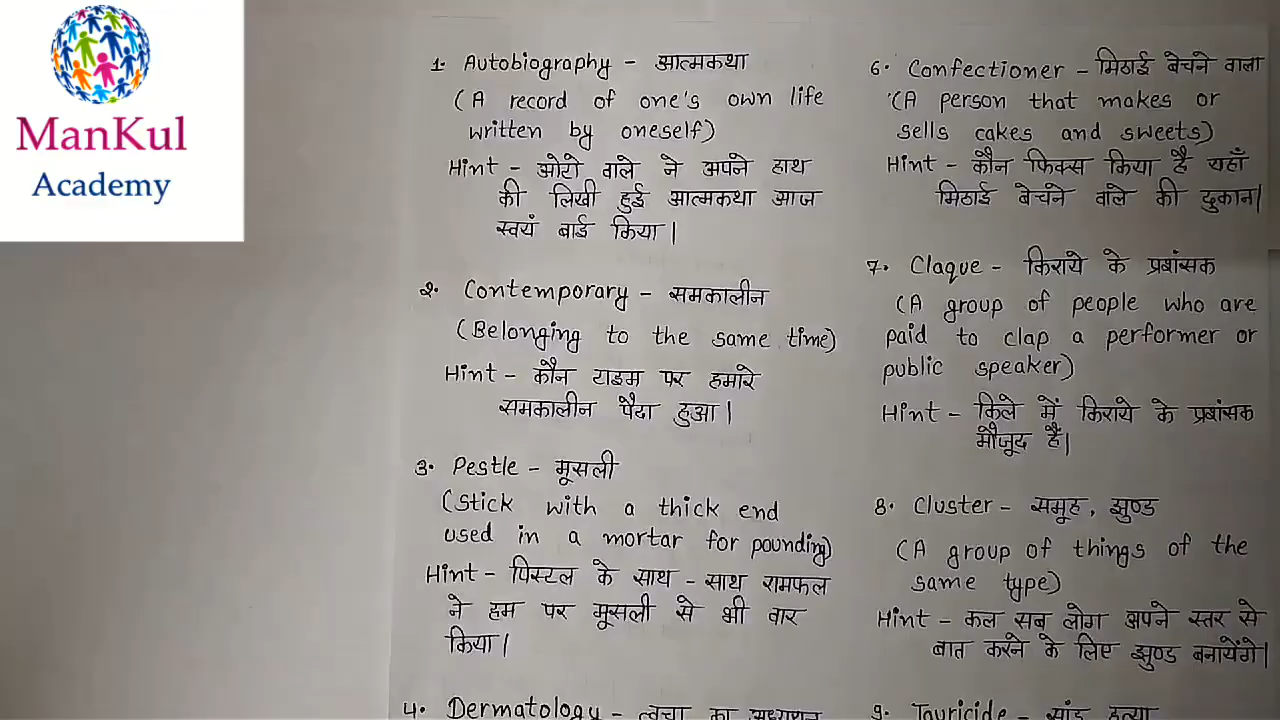 ManKul
Academy
1. Autobiography - आत्मकथा
(A record of one's own life
written by oneself)
Hint - ओटो वाले ने अपने हाथ
की लिखी हुई आत्मकथा आज
स्वयं बाई किया|
2. Contemporary - समकालीन
(Belonging to the same time)
Hint - कौन टाइम पर हमारे
समकालीन पैदा हुआ|
3. Pestle - मूसली
(Stick with a thick end
used in a mortar for pounding)
Hint - पिस्टल के साथ - साथ रामफल
ने हम पर मूसली से भी वार
किया|
4. Dermatology - त्वचा का अध्ययन
6. Confectioner - मिठाई बेचने वाला
(A person that makes or
sells cakes and sweets)
Hint - कौन फिक्स किया है यहाँ
मिठाई बेचने वाले की दुकान|
7. Claque - किराये के प्रशंसक
(A group of people who are
paid to clap a performer or
public speaker)
Hint - किले में किराये के प्रशंसक
मौजूद है|
8. Cluster - समूह, झुण्ड
(A group of things of the
same type)
Hint - कल सब लोग अपने स्तर से
बात करने के लिए झुण्ड बनायेंगे|
9. Tauricide - सांड हत्या